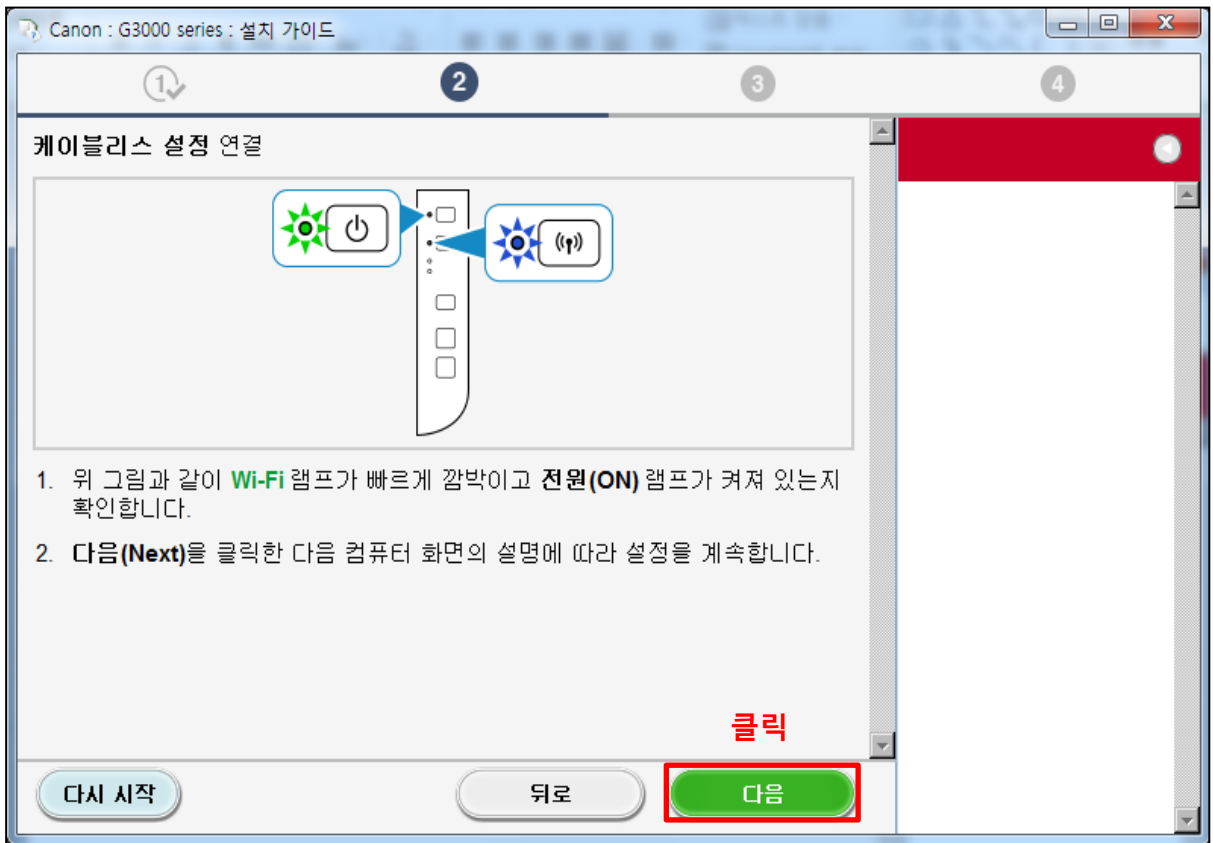 Canon : G3000 series : 설치 가이드
1 2 3 4
케이블리스 설정 연결
1. 위 그림과 같이 Wi-Fi 램프가 빠르게 깜박이고 전원(ON) 램프가 켜져 있는지
확인합니다.
2. 다음(Next)을 클릭한 다음 컴퓨터 화면의 설명에 따라 설정을 계속합니다.
클릭
다시 시작 뒤로 다음